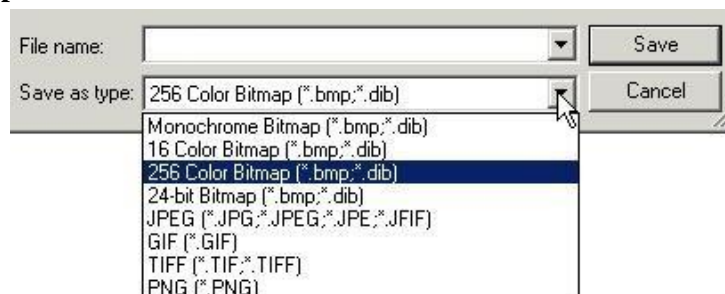 File name:
Save
Save as type:
256 Color Bitmap (*.bmp;*.dib)
Cancel
Monochrome Bitmap (*.bmp;*.dib)
16 Color Bitmap (*.bmp;*.dib)
256 Color Bitmap (*.bmp;*.dib)
24-bit Bitmap (*.bmp;*.dib)
JPEG (*.JPG;*.JPEG;*.JPE;*.JFIF)
GIF (*.GIF)
TIFF (*.TIF;*.TIFF)
PNG (*.PNG)